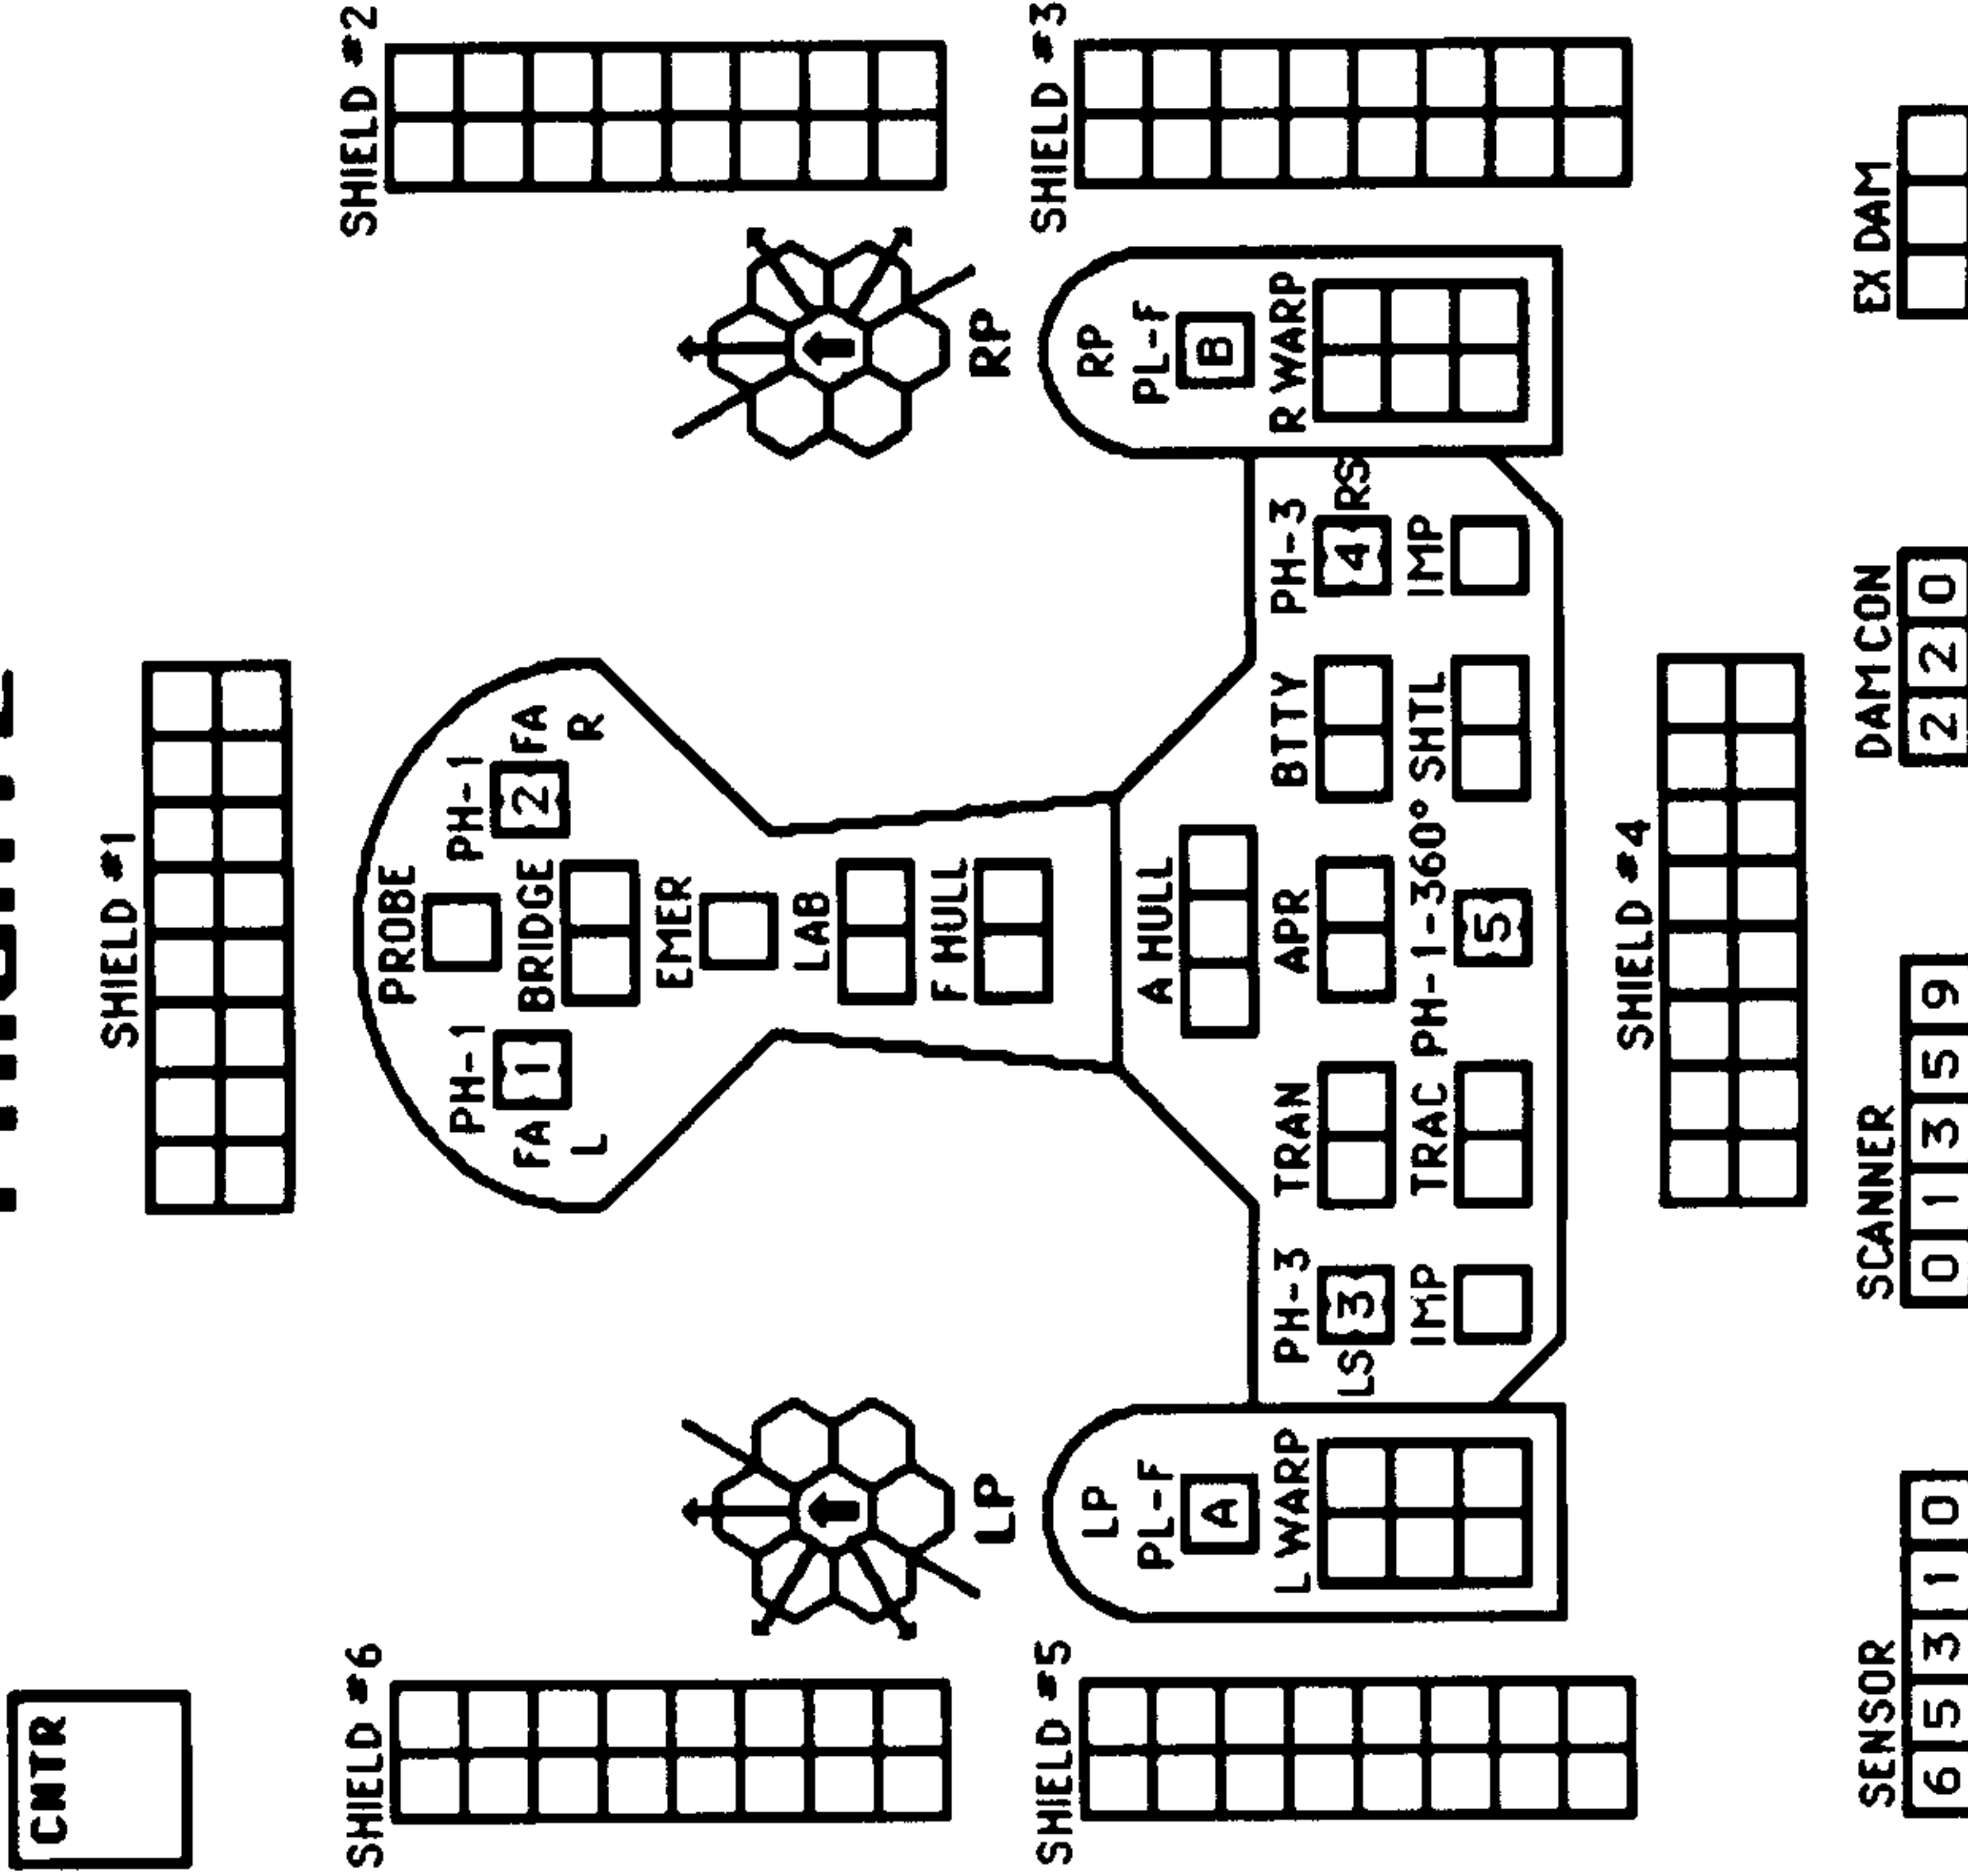 CNTR
SHIELD #1
SHIELD #6 SHIELD #2
PROBE
PH-1 PH-1
FA 1 BRIDGE 2 FA
L R
EMER
LAB
F HULL
LP RP
SHIELD #5 SHIELD #3
LP RP
PL-F A HULL PL-F
A B
L WARP PH-3 TRAN APR BTTY PH-3 R WARP
LS 3 4 RS
IMP TRAC PH-1-360° SHTL IMP
5
SHIELD #4
SENSOR SCANNER DAM CON EX DAM
6 5 3 1 0 0 1 3 5 9 2 2 0